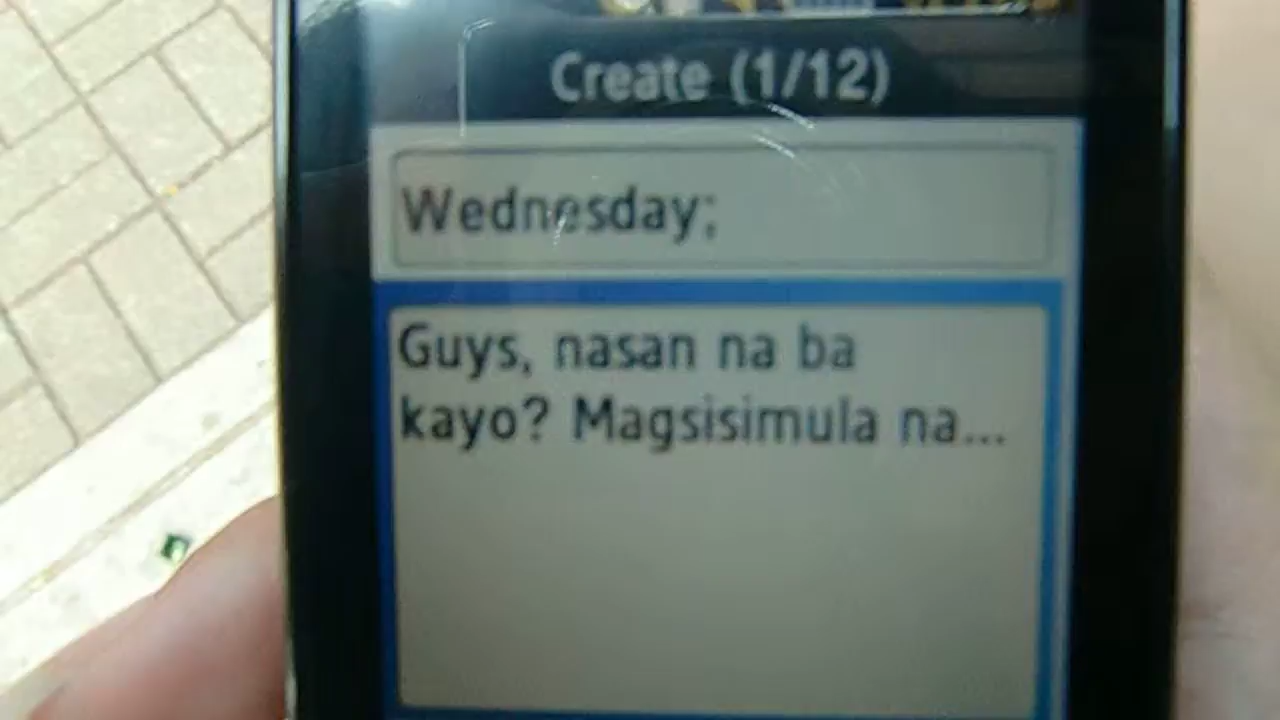 Create (1/12)
Wednesday;
Guys, nasan na ba
kayo? Magsisimula na...